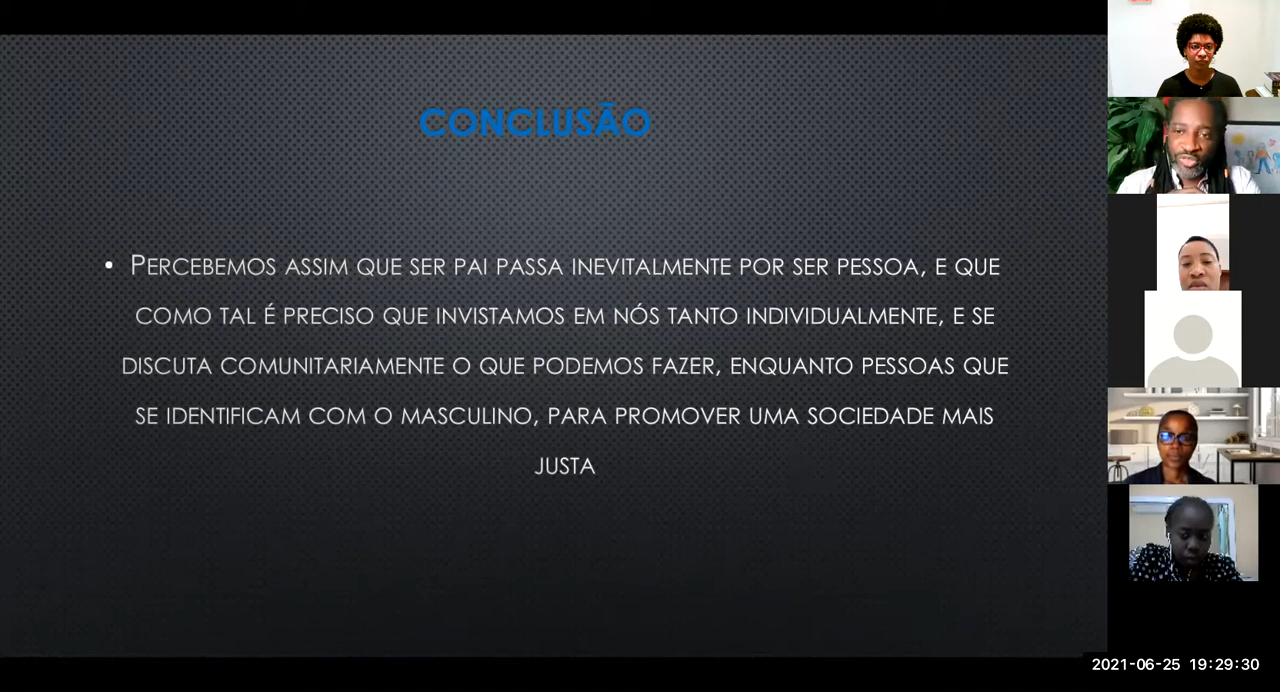 CONCLUSÃO
• PERCEBEMOS ASSIM QUE SER PAI PASSA INEVITALMENTE POR SER PESSOA, E QUE
COMO TAL É PRECISO QUE INVISTAMOS EM NÓS TANTO INDIVIDUALMENTE, E SE
DISCUTA COMUNITARIAMENTE O QUE PODEMOS FAZER, ENQUANTO PESSOAS QUE
SE IDENTIFICAM COM O MASCULINO, PARA PROMOVER UMA SOCIEDADE MAIS
JUSTA
2021-06-25 19:29:30